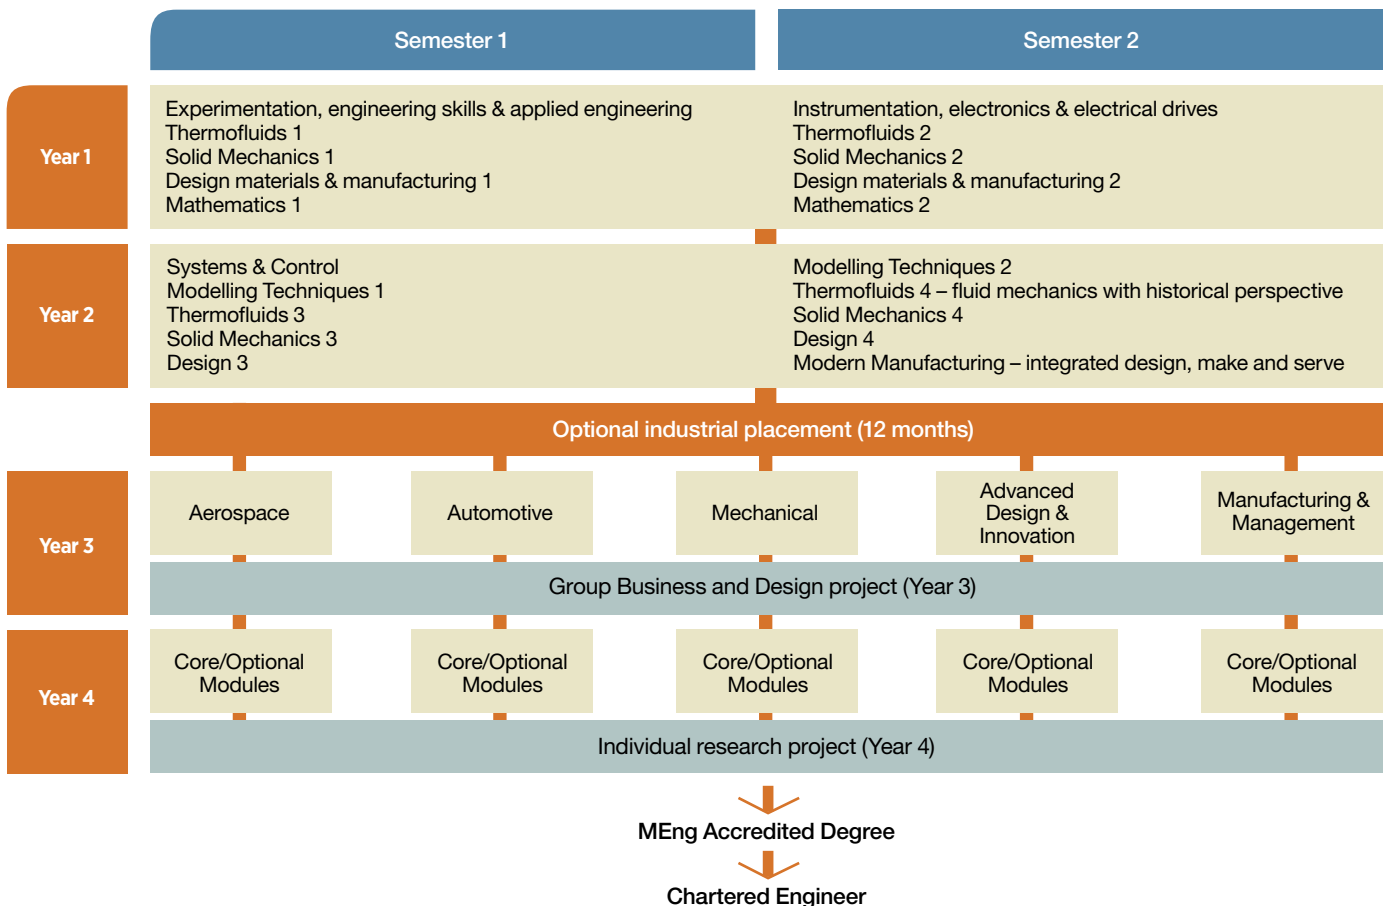 Semester 1
Semester 2
Year 1
Experimentation, engineering skills & applied engineering
Thermofluids 1
Solid Mechanics 1
Design materials & manufacturing 1
Mathematics 1
Instrumentation, electronics & electrical drives
Thermofluids 2
Solid Mechanics 2
Design materials & manufacturing 2
Mathematics 2
Year 2
Systems & Control
Modelling Techniques 1
Thermofluids 3
Solid Mechanics 3
Design 3
Modelling Techniques 2
Thermofluids 4 – fluid mechanics with historical perspective
Solid Mechanics 4
Design 4
Modern Manufacturing – integrated design, make and serve
Optional industrial placement (12 months)
Year 3
Aerospace
Automotive
Mechanical
Advanced
Design &
Innovation
Manufacturing &
Management
Group Business and Design project (Year 3)
Year 4
Core/Optional
Modules
Core/Optional
Modules
Core/Optional
Modules
Core/Optional
Modules
Core/Optional
Modules
Individual research project (Year 4)
MEng Accredited Degree
Chartered Engineer